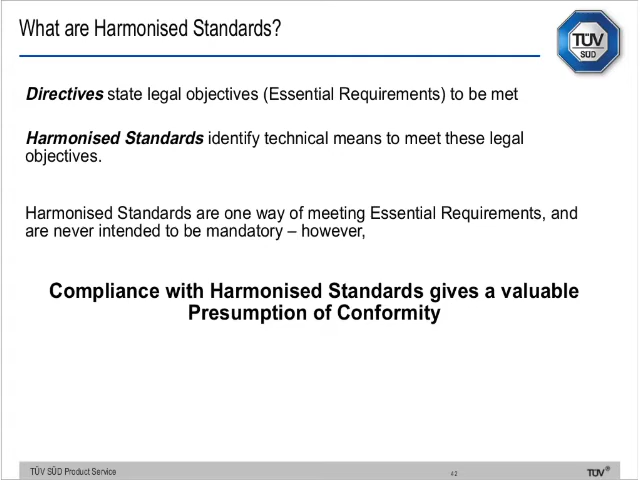 What are Harmonised Standards?
TÜV
SÜD
Directives state legal objectives (Essential Requirements) to be met
Harmonised Standards identify technical means to meet these legal
objectives.
Harmonised Standards are one way of meeting Essential Requirements, and
are never intended to be mandatory – however,
Compliance with Harmonised Standards gives a valuable
Presumption of Conformity
TÜV SÜD Product Service
42
TÜV®